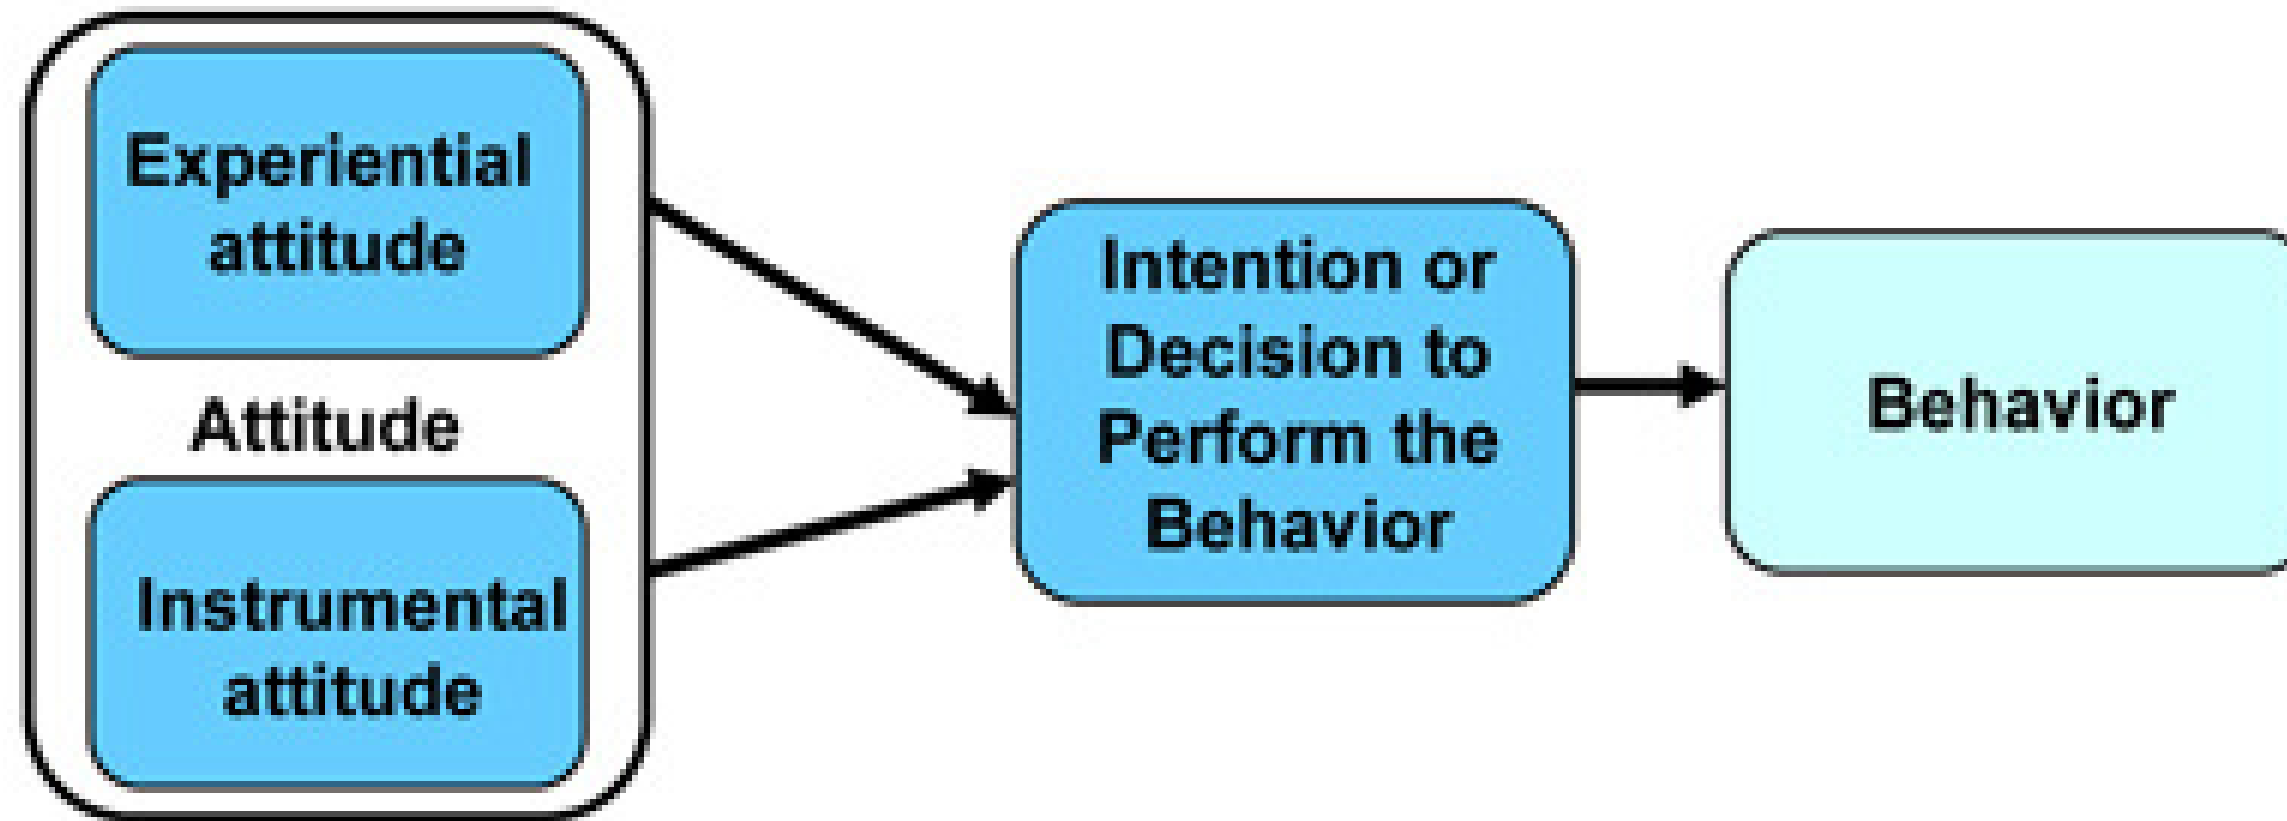 Experiential
attitude
Attitude
Instrumental
attitude
Intention or
Decision to
Perform the
Behavior
Behavior